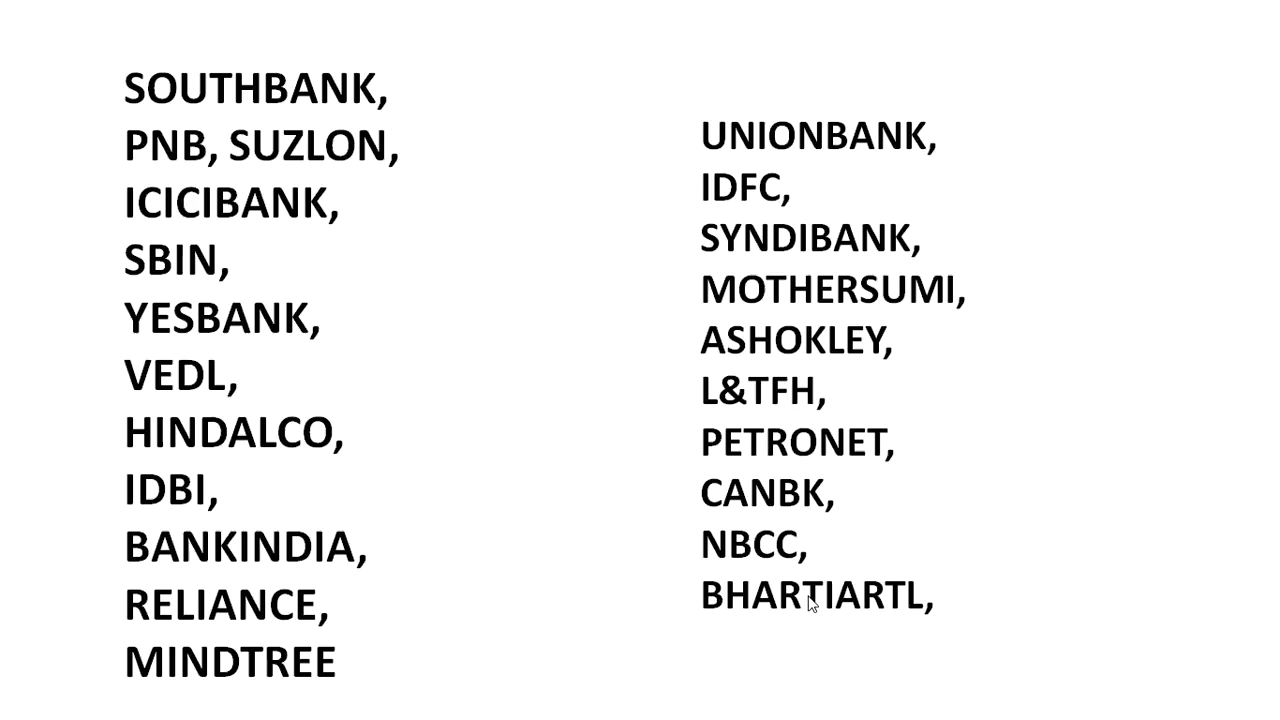 SOUTHBANK,
PNB, SUZLON,
ICICIBANK,
SBIN,
YESBANK,
VEDL,
HINDALCO,
IDBI,
BANKINDIA,
RELIANCE,
MINDTREE
UNIONBANK,
IDFC,
SYNDIBANK,
MOTHERSUMI,
ASHOKLEY,
L&TFH,
PETRONET,
CANBK,
NBCC,
BHARTIARTL,